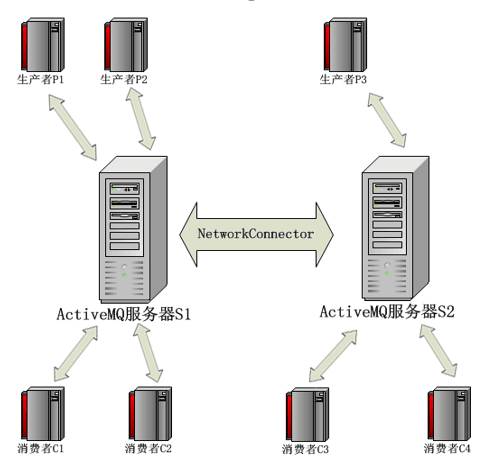 生产者P1
生产者P2
生产者P3
NetworkConnector
ActiveMQ服务器S1
ActiveMQ服务器S2
消费者C1
消费者C2
消费者C3
消费者C4